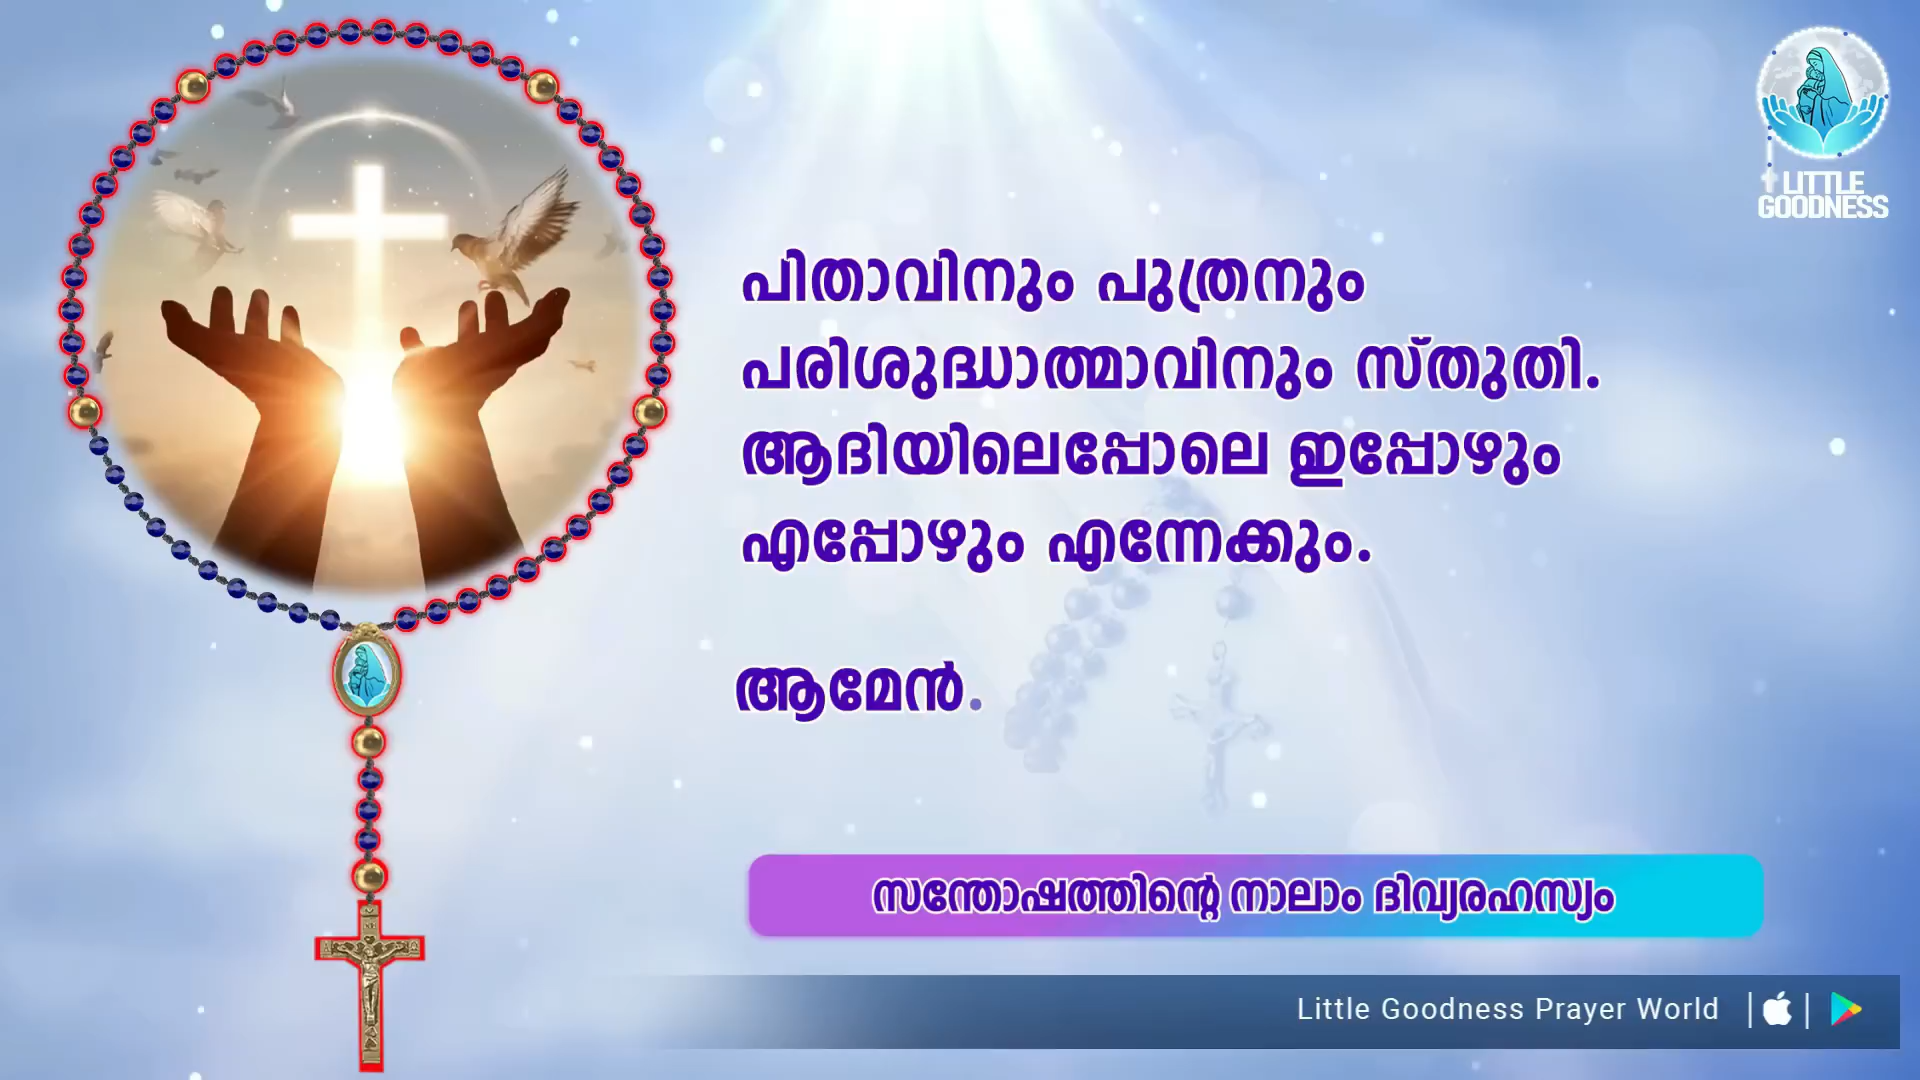 LITTLE
GOODNESS
പിതാവിനും പുത്രനും
പരിശുദ്ധാത്മാവിനും സ്തുതി.
ആദിയിലെപ്പോലെ ഇപ്പോഴും
എപ്പോഴും എന്നേക്കും.
ആമേൻ.
സന്തോഷത്തിന്റെ നാലാം ദിവ്യരഹസ്യം
Little Goodness Prayer World